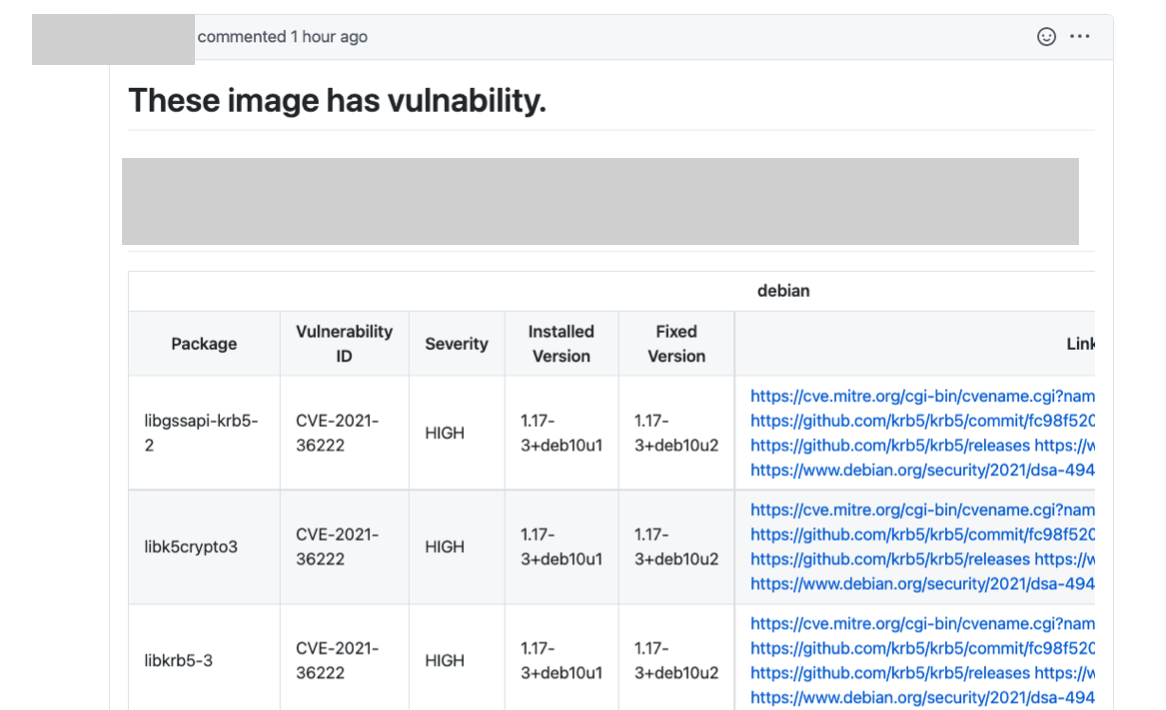 commented 1 hour ago
These image has vulnability.
debian
Package
Vulnerability
ID
Severity
Installed
Version
Fixed
Version
Link
libgssapi-krb5-
2
CVE-2021-
36222
HIGH
1.17-
3+deb10u1
1.17-
3+deb10u2
https://cve.mitre.org/cgi-bin/cvename.cgi?nam
https://github.com/krb5/krb5/commit/fc98f520
https://github.com/krb5/krb5/releases https://w
https://www.debian.org/security/2021/dsa-494
libk5crypto3
CVE-2021-
36222
HIGH
1.17-
3+deb10u1
1.17-
3+deb10u2
https://cve.mitre.org/cgi-bin/cvename.cgi?nam
https://github.com/krb5/krb5/commit/fc98f520
https://github.com/krb5/krb5/releases https://w
https://www.debian.org/security/2021/dsa-494
libkrb5-3
CVE-2021-
36222
HIGH
1.17-
3+deb10u1
1.17-
3+deb10u2
https://cve.mitre.org/cgi-bin/cvename.cgi?nam
https://github.com/krb5/krb5/commit/fc98f520
https://github.com/krb5/krb5/releases https://w
https://www.debian.org/security/2021/dsa-494